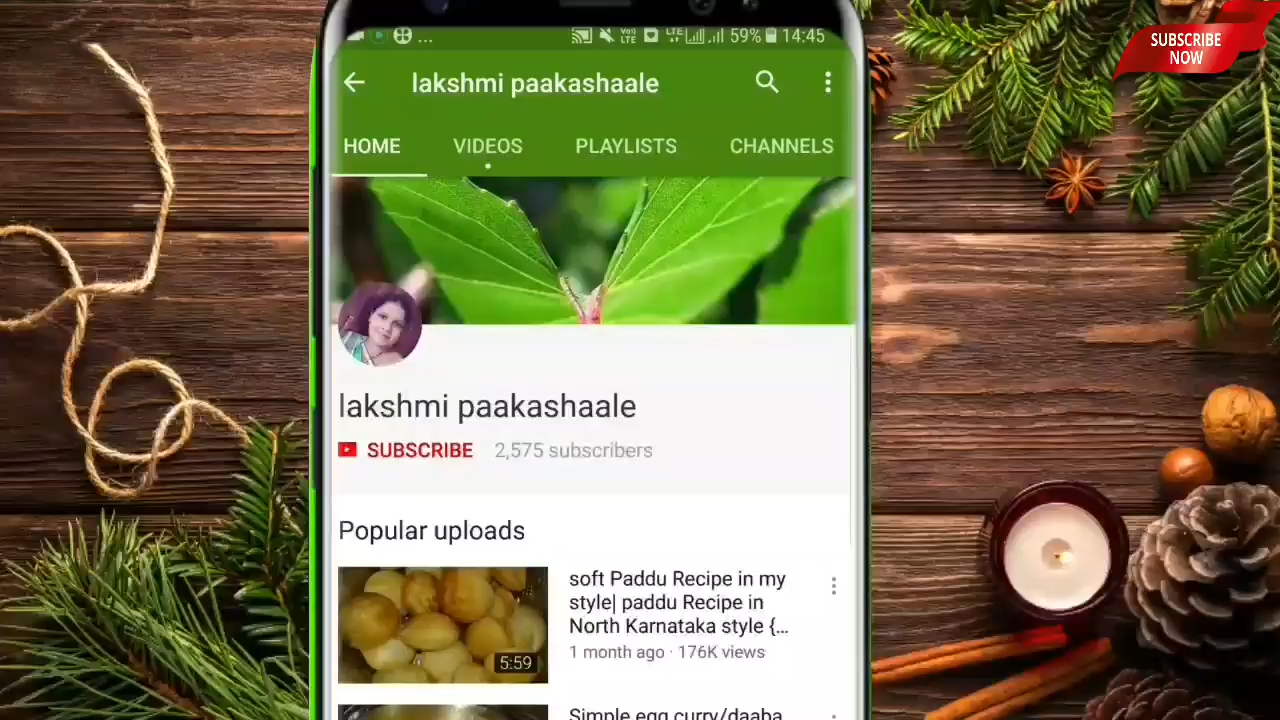 SUBSCRIBE
NOW
... LTE 59% 14:45
lakshmi paakashaale
HOME VIDEOS PLAYLISTS CHANNELS
lakshmi paakashaale
SUBSCRIBE 2,575 subscribers
Popular uploads
soft Paddu Recipe in my
style| paddu Recipe in
North Karnataka style {...
1 month ago · 176K views
5:59
Simple egg curry/daaba